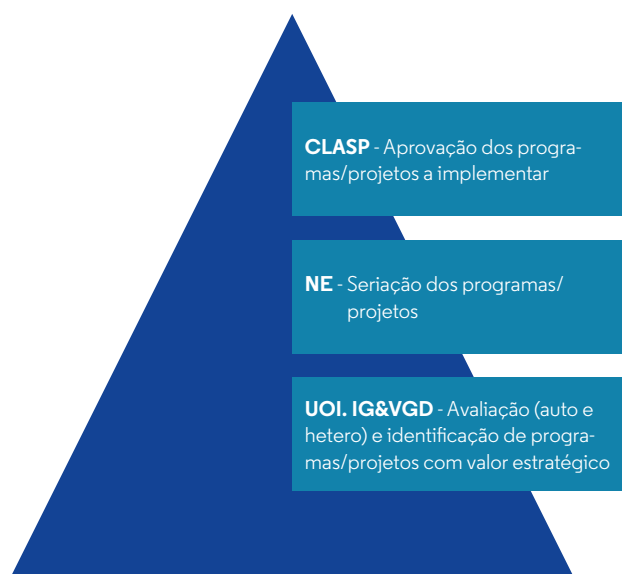 CLASP - Aprovação dos progra-
mas/projetos a implementar
NE - Seriação dos programas/
projetos
UOI. IG&VGD - Avaliação (auto e
hetero) e identificação de progra-
mas/projetos com valor estratégico